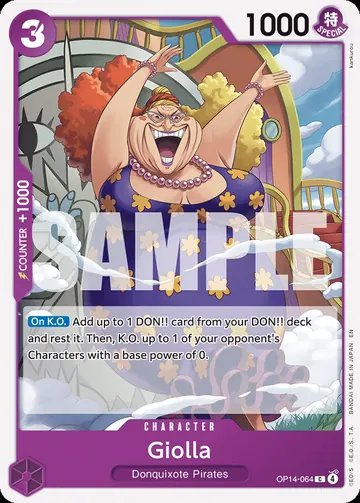 3
1000
特
SPECIAL
kankurou
COUNTER +1000
SAMPLE
On K.O. Add up to 1 DON!! card from your DON!! deck
and rest it. Then, K.O. up to 1 of your opponent's
Characters with a base power of 0.
CHARACTER
Giolla
Donquixote Pirates
OP14-064 C 4
©E.O./S. ©E.O./S., T.A. BANDAI MADE IN JAPAN EN